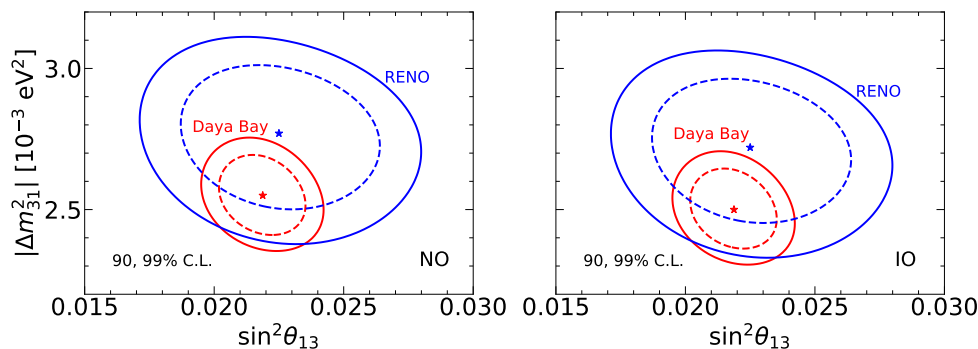 |Δm²₃₁| [10⁻³ eV²]
3.0
2.5
RENO
Daya Bay
90, 99% C.L.
NO
0.015 0.020 0.025 0.030
sin²θ₁₃
RENO
Daya Bay
90, 99% C.L.
IO
0.015 0.020 0.025 0.030
sin²θ₁₃